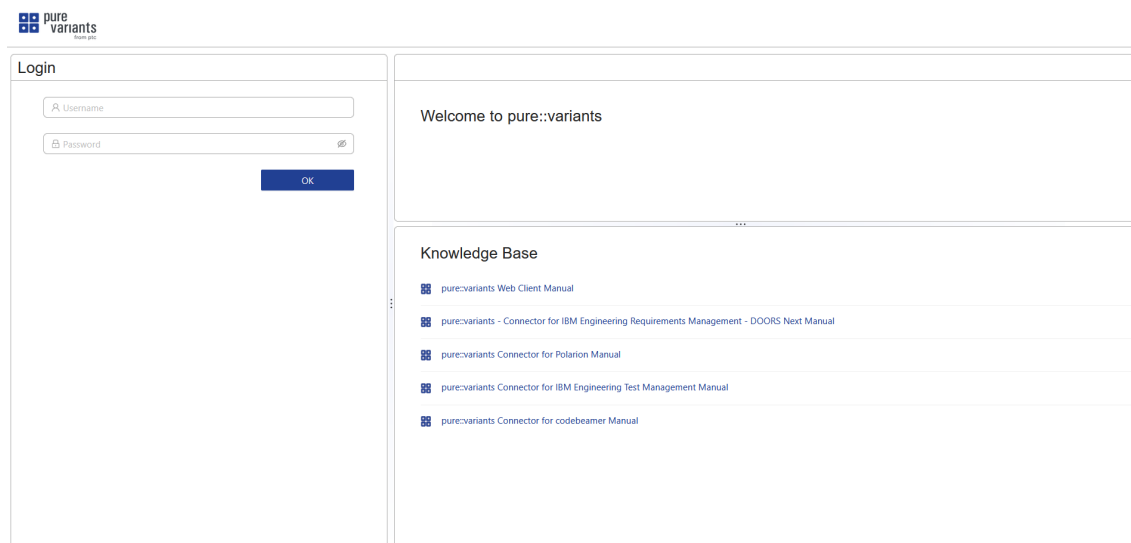 pure
variants
from ptc
Login
Username
Password
OK
Welcome to pure::variants
Knowledge Base
pure::variants Web Client Manual
pure::variants - Connector for IBM Engineering Requirements Management - DOORS Next Manual
pure::variants Connector for Polarion Manual
pure::variants Connector for IBM Engineering Test Management Manual
pure::variants Connector for codebeamer Manual